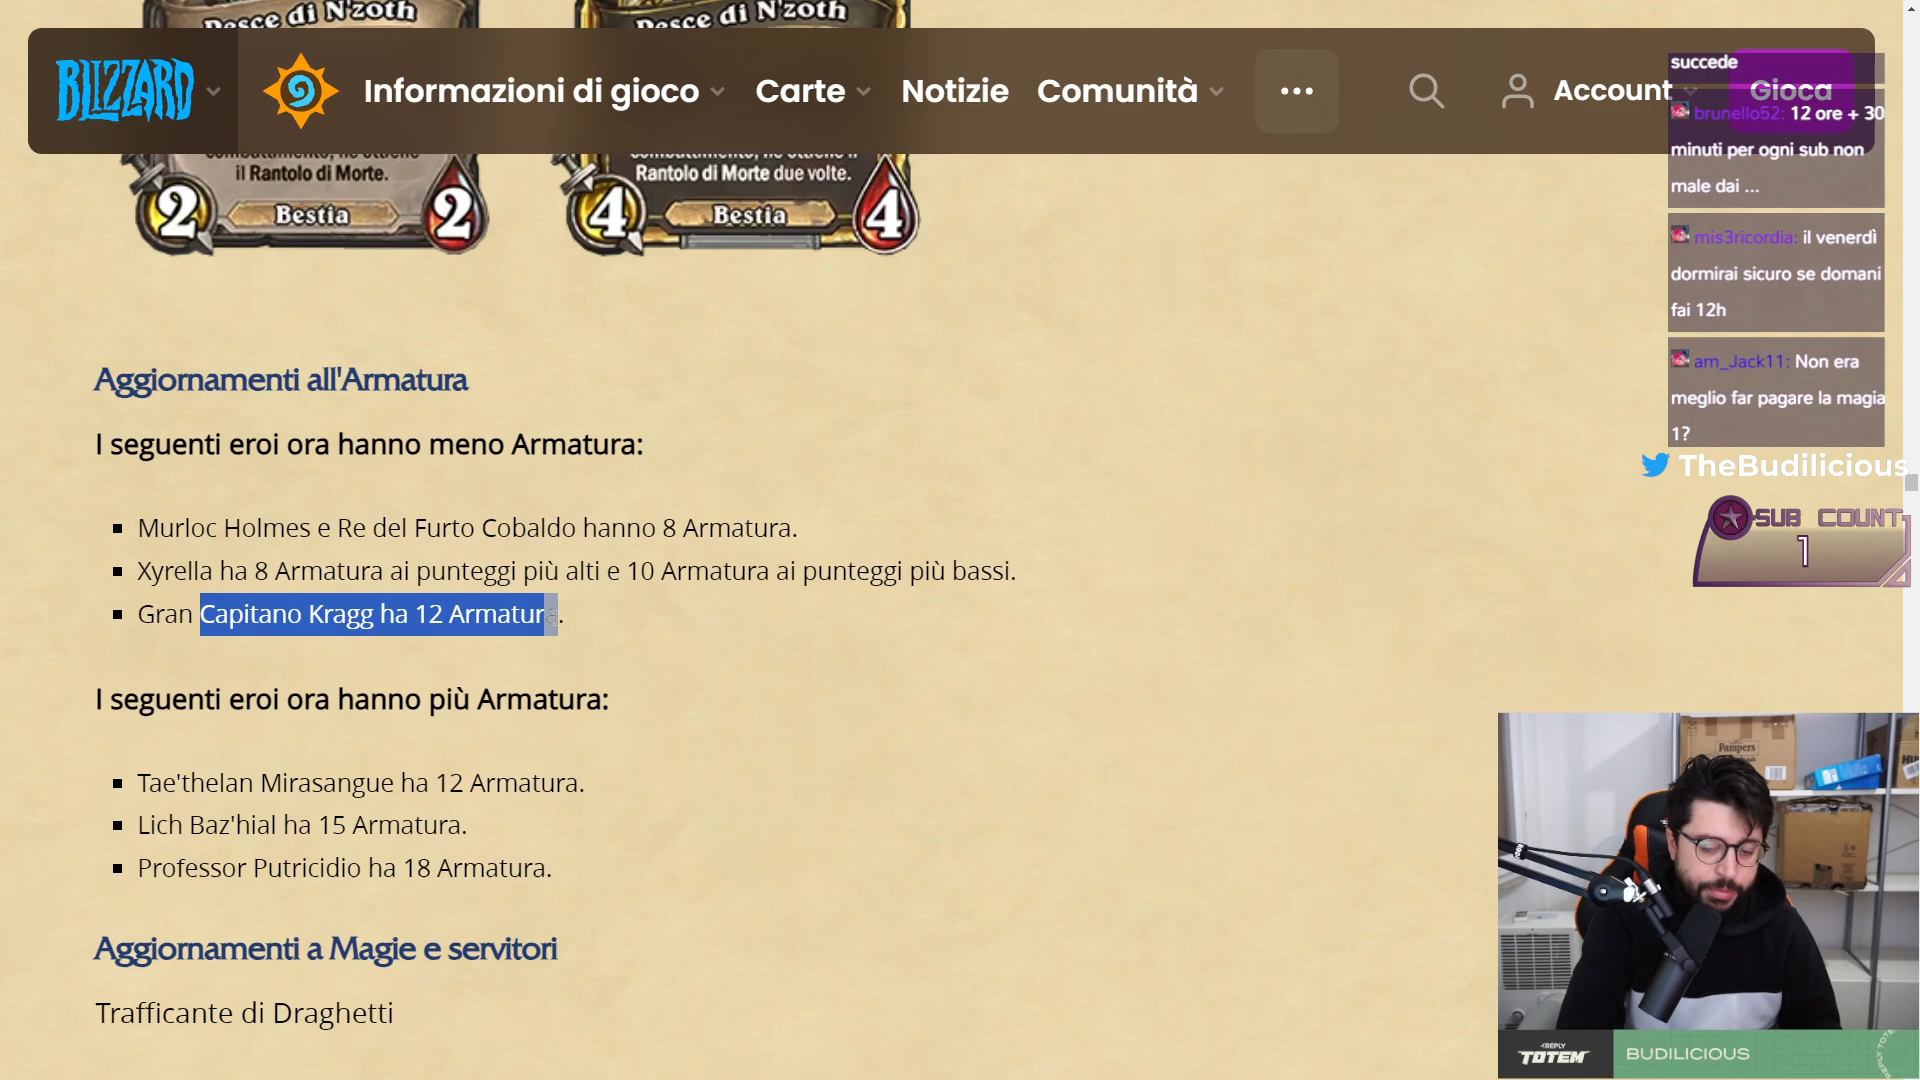 Pesce di N'zoth
Pesce di N'zoth
BLIZZARD
Informazioni di gioco
Carte
Notizie
Comunità
Account
Gioca
il Rantolo di Morte.
Rantolo di Morte due volte.
2
Bestia
2
4
Bestia
4
succede
brunello52: 12 ore + 30
minuti per ogni sub non
male dai ...
mis3ricordia: il venerdì
dormirai sicuro se domani
fai 12h
am_Jack11: Non era
meglio far pagare la magia
1?
TheBudilicious
SUB COUNT
1
Aggiornamenti all'Armatura
I seguenti eroi ora hanno meno Armatura:
Murloc Holmes e Re del Furto Cobaldo hanno 8 Armatura.
Xyrella ha 8 Armatura ai punteggi più alti e 10 Armatura ai punteggi più bassi.
Gran Capitano Kragg ha 12 Armatura.
I seguenti eroi ora hanno più Armatura:
Tae'thelan Mirasangue ha 12 Armatura.
Lich Baz'hial ha 15 Armatura.
Professor Putricidio ha 18 Armatura.
Aggiornamenti a Magie e servitori
Trafficante di Draghetti
Pampers
REPLY
TOTEM
BUDILICIOUS